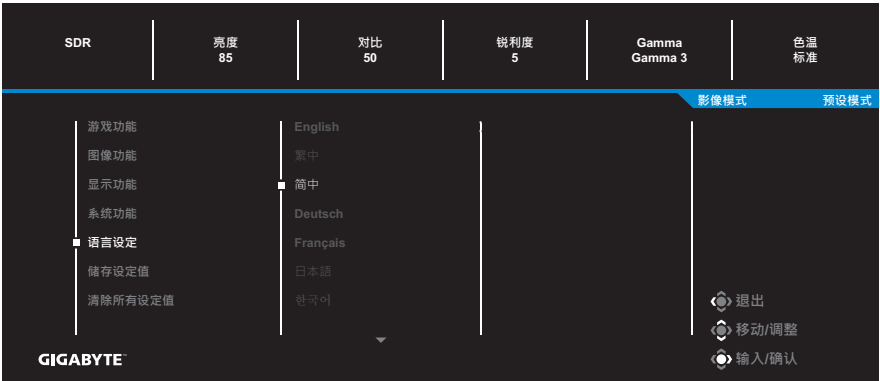 SDR
亮度
85
对比
50
锐利度
5
Gamma
Gamma 3
色温
标准
影像模式
预设模式
游戏功能
图像功能
显示功能
系统功能
语言设定
储存设定值
清除所有设定值
English
繁中
简中
Deutsch
Français
日本語
한국어
退出
移动/调整
输入/确认
GIGABYTE™